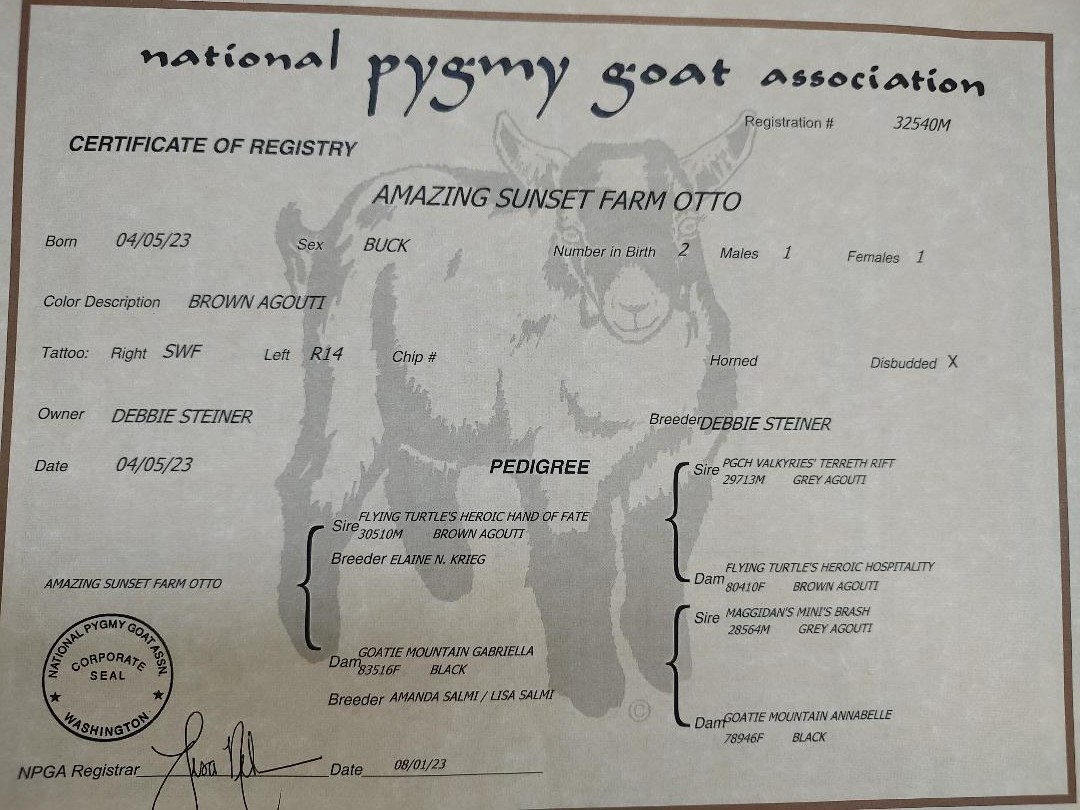 national pygmy goat association
Registration # 32540M
CERTIFICATE OF REGISTRY
AMAZING SUNSET FARM OTTO
Born 04/05/23 Sex BUCK Number in Birth 2 Males 1 Females 1
Color Description BROWN AGOUTI
Tattoo: Right SWF Left R14 Chip # Horned Disbudded X
Owner DEBBIE STEINER Breeder DEBBIE STEINER
Date 04/05/23
PEDIGREE
AMAZING SUNSET FARM OTTO
Sire FLYING TURTLE'S HEROIC HAND OF FATE
30510M BROWN AGOUTI
Breeder ELAINE N. KRIEG
Dam GOATIE MOUNTAIN GABRIELLA
83516F BLACK
Breeder AMANDA SALMI / LISA SALMI
Sire PGCH VALKYRIES' TERRETH RIFT
29713M GREY AGOUTI
Dam FLYING TURTLE'S HEROIC HOSPITALITY
80410F BROWN AGOUTI
Sire MAGGIDAN'S MINI'S BRASH
28564M GREY AGOUTI
Dam GOATIE MOUNTAIN ANNABELLE
78946F BLACK
©
NATIONAL PYGMY GOAT ASSN.
CORPORATE
SEAL
WASHINGTON
NPGA Registrar Date 08/01/23